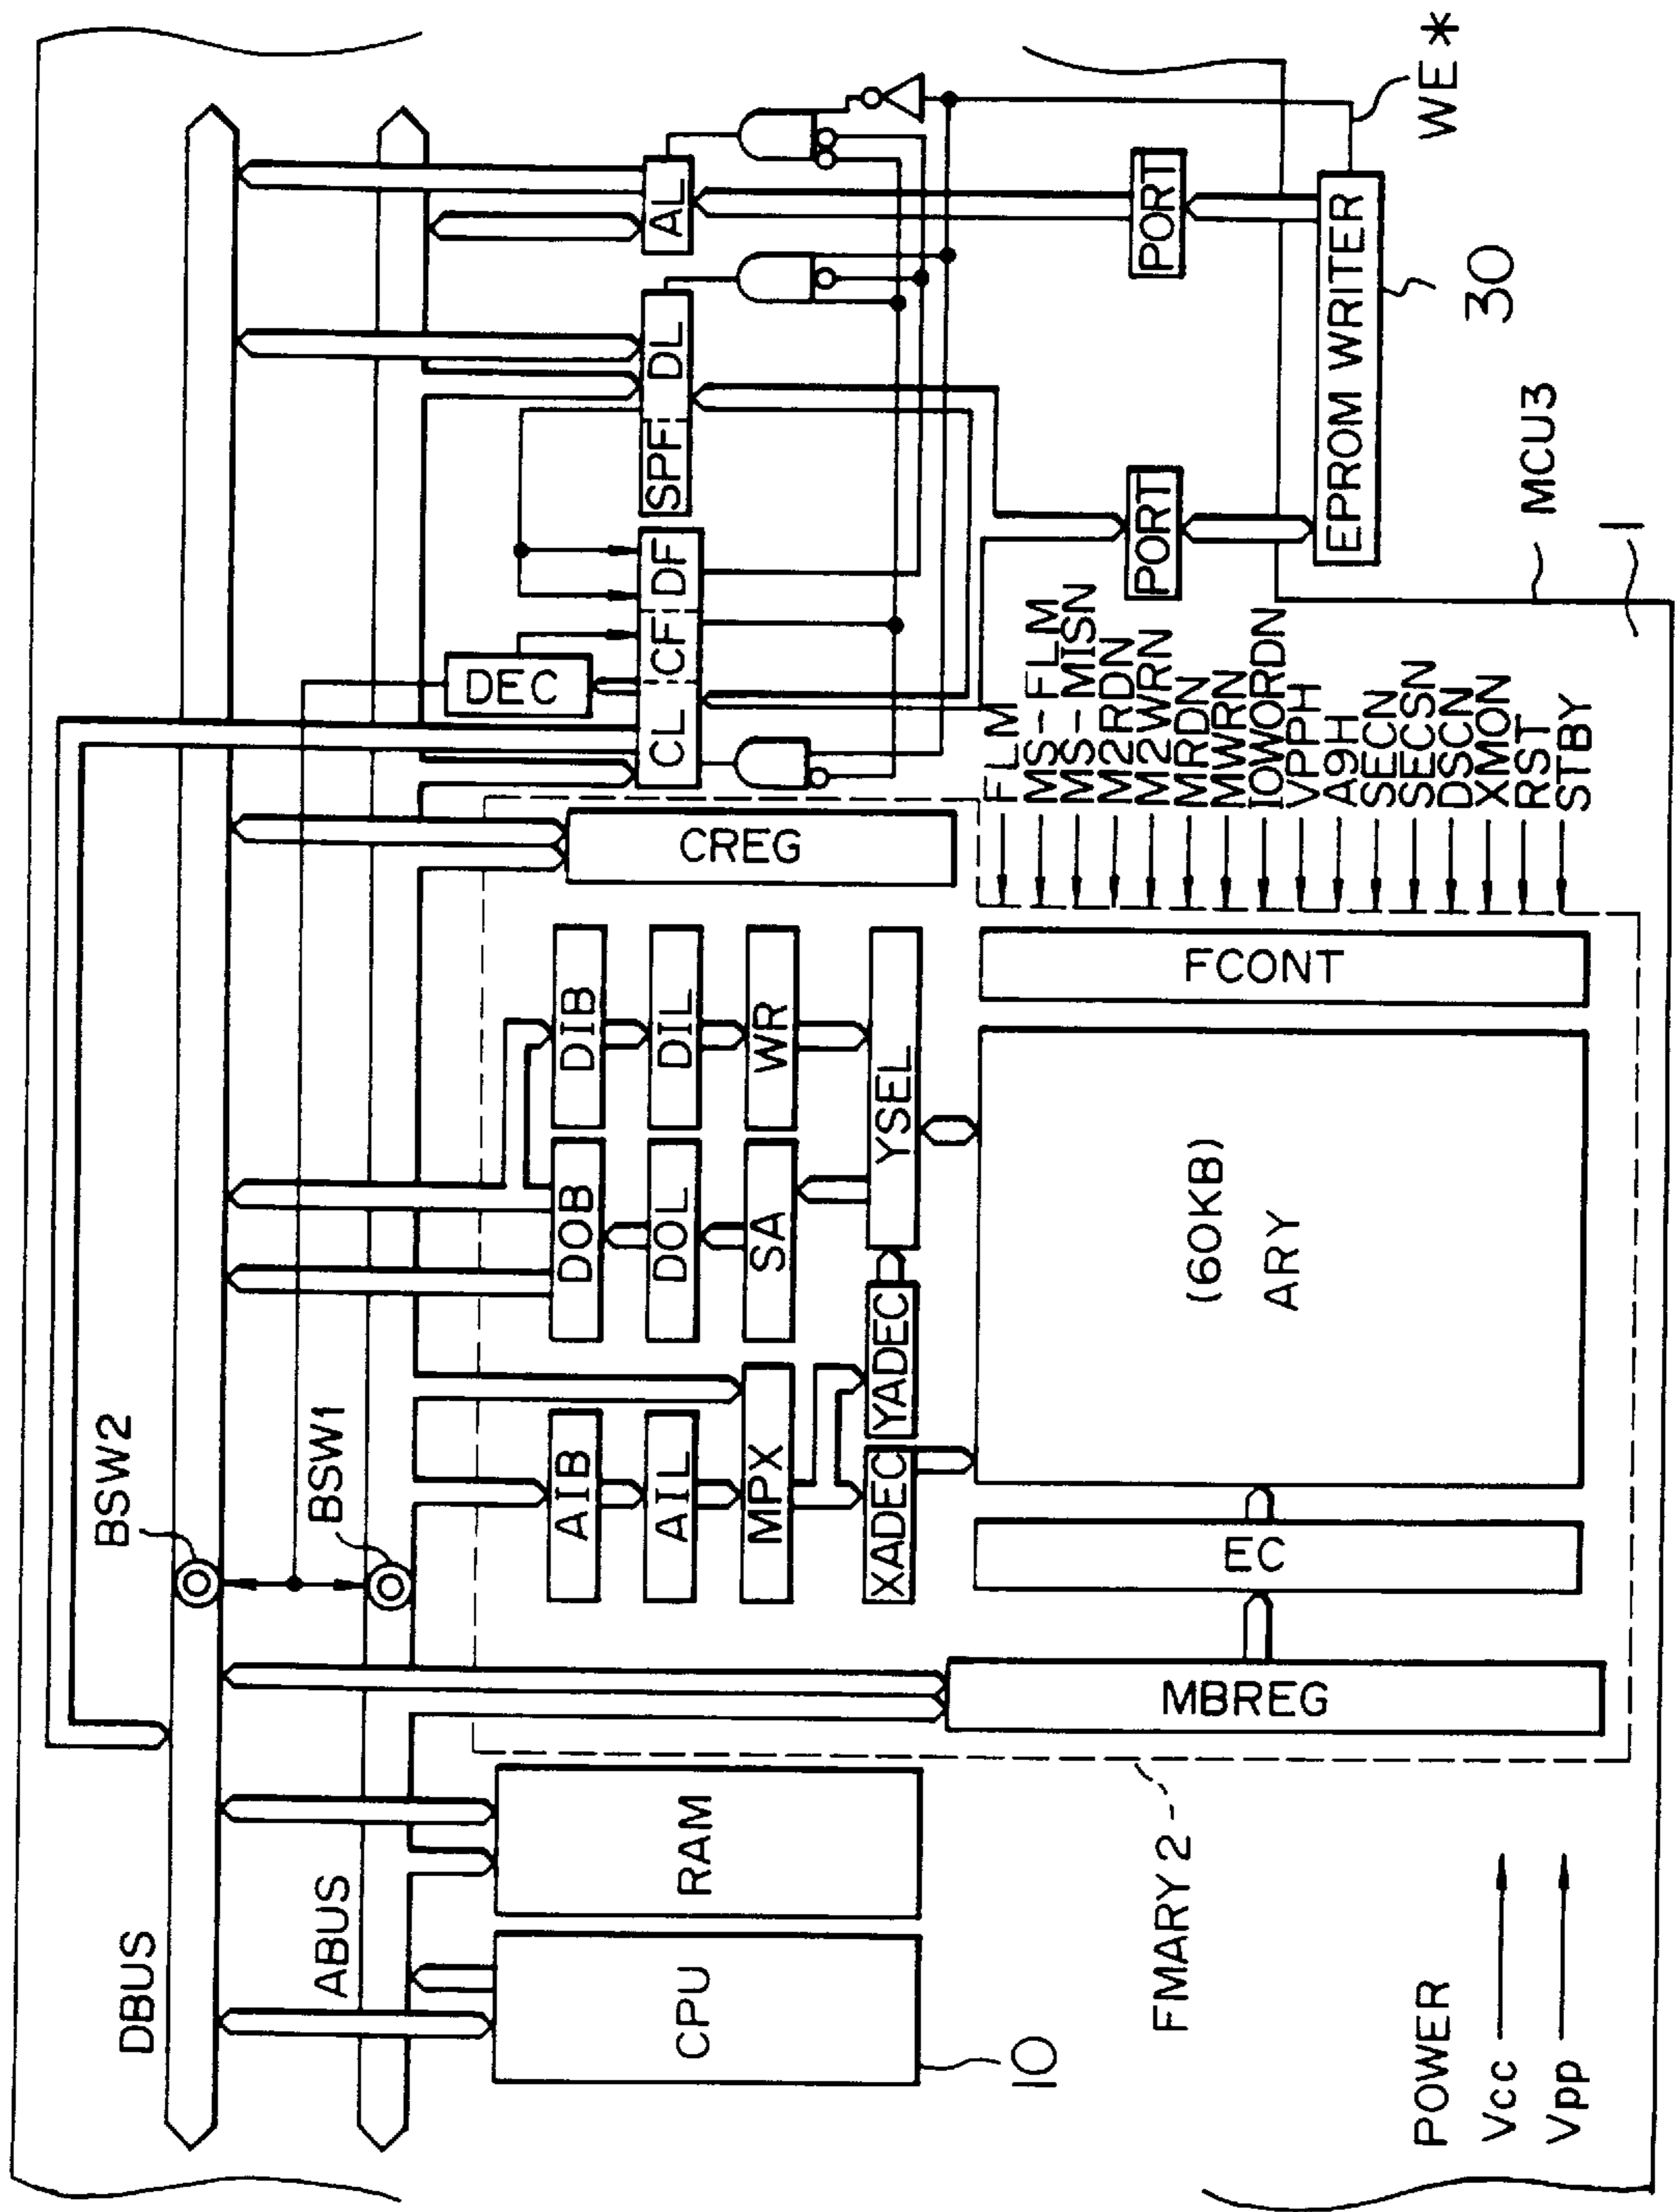 DBUS
ABUS
BSW2
BSW1
CPU
10
RAM
MBREG
FMARY2
EC
AIB
AIL
MPX
XADEC
YADEC
DOB
DOL
SA
DIB
DIL
WR
YSEL
(60KB)
ARY
FCONT
CREG
CL
CF
DF
DEC
SPF
DL
AL
PORT
PORT
EPROM WRITER
30
WE*
MCU3
1
FLM
MS-FLM
MS-MISN
M2RDN
M2WRN
MRDN
MWRN
IOWORDN
VPPH
A9H
SECN
SECSN
DSCN
XMON
RST
STBY
POWER
Vcc
Vpp